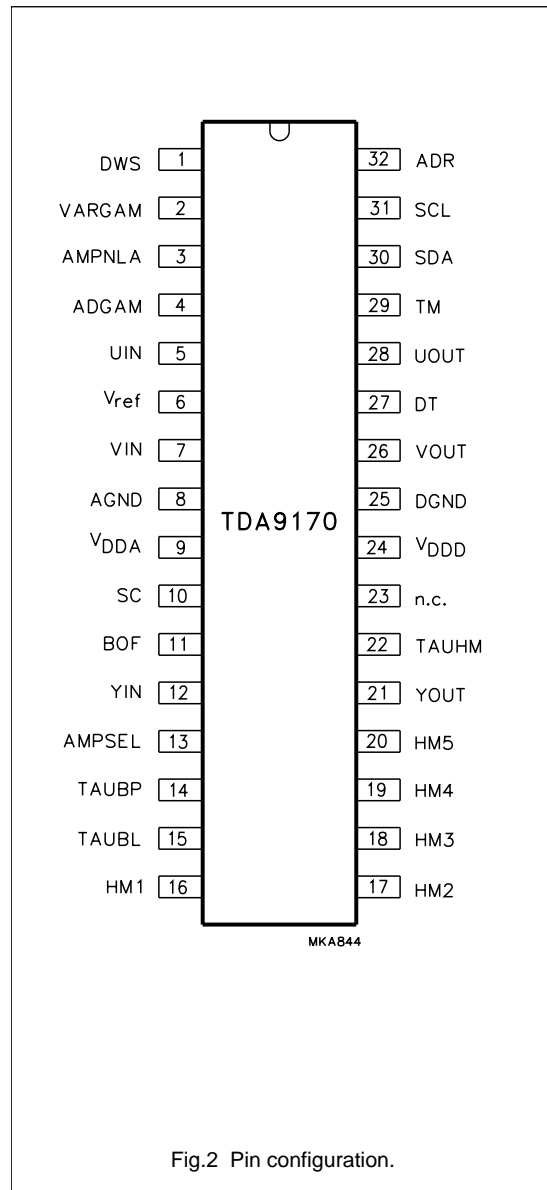 DWS 1 32 ADR
VARGAM 2 31 SCL
AMPNLA 3 30 SDA
ADGAM 4 29 TM
UIN 5 28 UOUT
Vref 6 27 DT
VIN 7 26 VOUT
AGND 8 25 DGND
TDA9170
VDDA 9 24 VDDD
SC 10 23 n.c.
BOF 11 22 TAUHM
YIN 12 21 YOUT
AMPSEL 13 20 HM5
TAUBP 14 19 HM4
TAUBL 15 18 HM3
HM1 16 17 HM2
MKA844
Fig.2 Pin configuration.